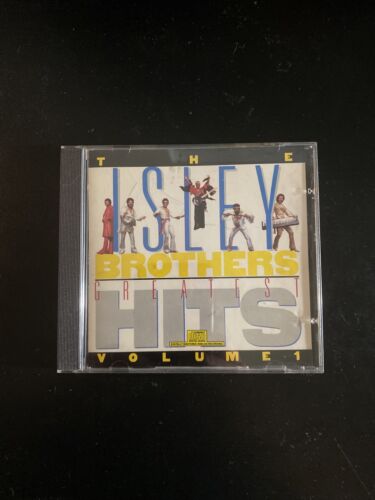 THE
ISLEY
BROTHERS
GREATEST
HITS
VOLUME 1